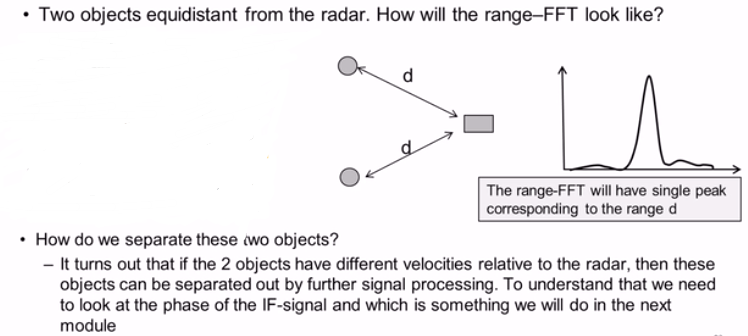 • Two objects equidistant from the radar. How will the range–FFT look like?
d
d
The range-FFT will have single peak
corresponding to the range d
• How do we separate these two objects?
– It turns out that if the 2 objects have different velocities relative to the radar, then these
objects can be separated out by further signal processing. To understand that we need
to look at the phase of the IF-signal and which is something we will do in the next
module